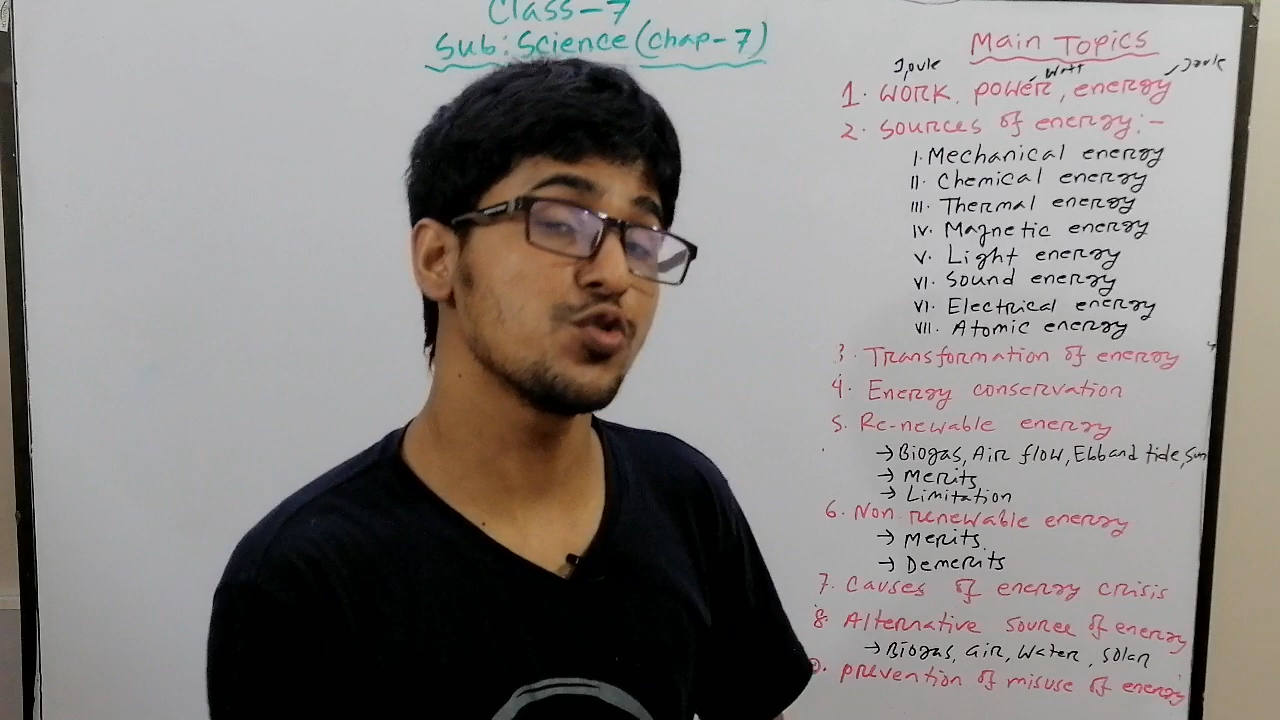 Class-7
Sub: Science (chap-7)
Main Topics
Joule Watt Joule
1. Work, power, energy
2. Sources of energy:-
I. Mechanical energy
II. Chemical energy
III. Thermal energy
IV. Magnetic energy
V. Light energy
VI. Sound energy
VI. Electrical energy
VII. Atomic energy
3. Transformation of energy
4. Energy conservation
5. Re-newable energy
→ Biogas, Air flow, Ebb and tide, sun
→ Merits
→ Limitation
6. Non-renewable energy
→ Merits
→ Demerits
7. Causes of energy crisis
8. Alternative source of energy
→ Biogas, air, water, solar
9. prevention of misuse of energy